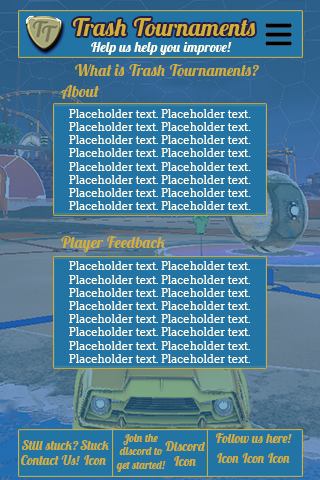 TT
Trash Tournaments
Help us help you improve!
What is Trash Tournaments?
About
Placeholder text. Placeholder text.
Placeholder text. Placeholder text.
Placeholder text. Placeholder text.
Placeholder text. Placeholder text.
Placeholder text. Placeholder text.
Placeholder text. Placeholder text.
Placeholder text. Placeholder text.
Placeholder text. Placeholder text.
Player Feedback
Placeholder text. Placeholder text.
Placeholder text. Placeholder text.
Placeholder text. Placeholder text.
Placeholder text. Placeholder text.
Placeholder text. Placeholder text.
Placeholder text. Placeholder text.
Placeholder text. Placeholder text.
Placeholder text. Placeholder text.
Still stuck?
Contact Us!
Stuck
Icon
Join the
discord to
get started!
Discord
Icon
Follow us here!
Icon Icon Icon